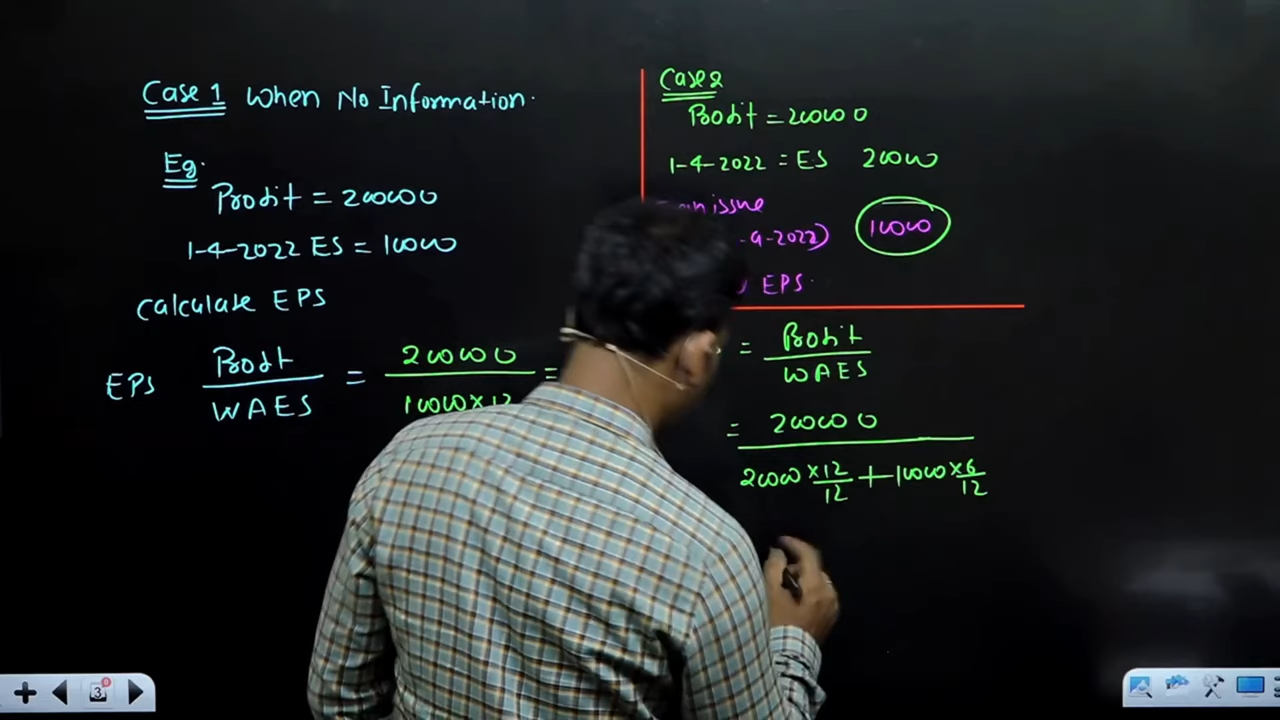 Case 1 When No Information.
Eg.
Profit = 200000
1-4-2022 ES = 10000
Calculate EPS
EPS Profit / WAES = 200000 / 10000 × 12 =
Case 2
Profit = 200000
1-4-2022 = ES 20000
issue
-9-2022) 10000
EPS.
= Profit / WAES
= 200000
20000 × 12/12 + 10000 × 6/12
3